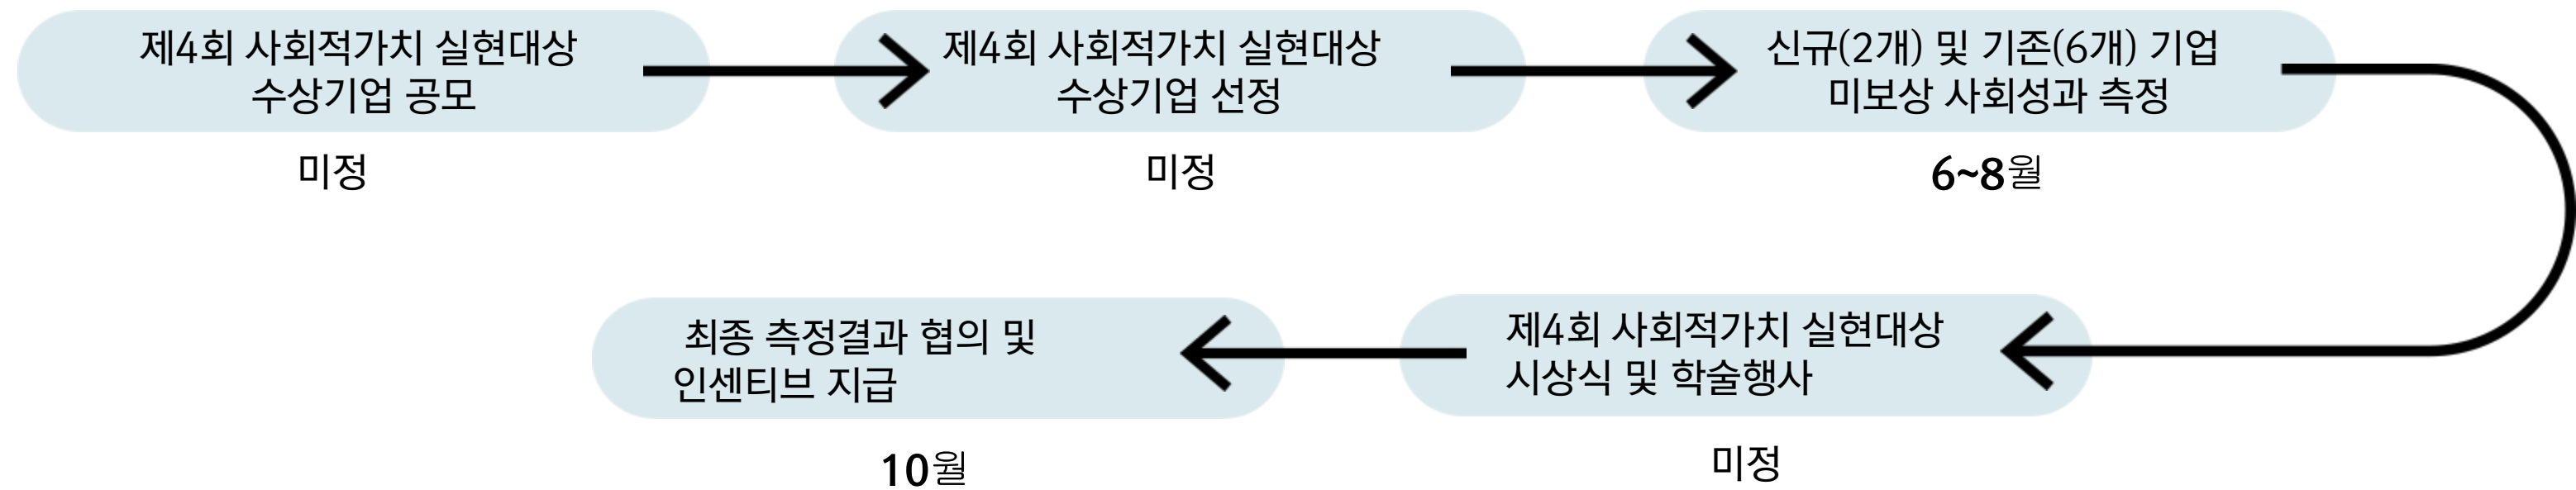 제4회 사회적가치 실현대상
수상기업 공모
미정
제4회 사회적가치 실현대상
수상기업 선정
미정
신규(2개) 및 기존(6개) 기업
미보상 사회성과 측정
6~8월
제4회 사회적가치 실현대상
시상식 및 학술행사
미정
최종 측정결과 협의 및
인센티브 지급
10월